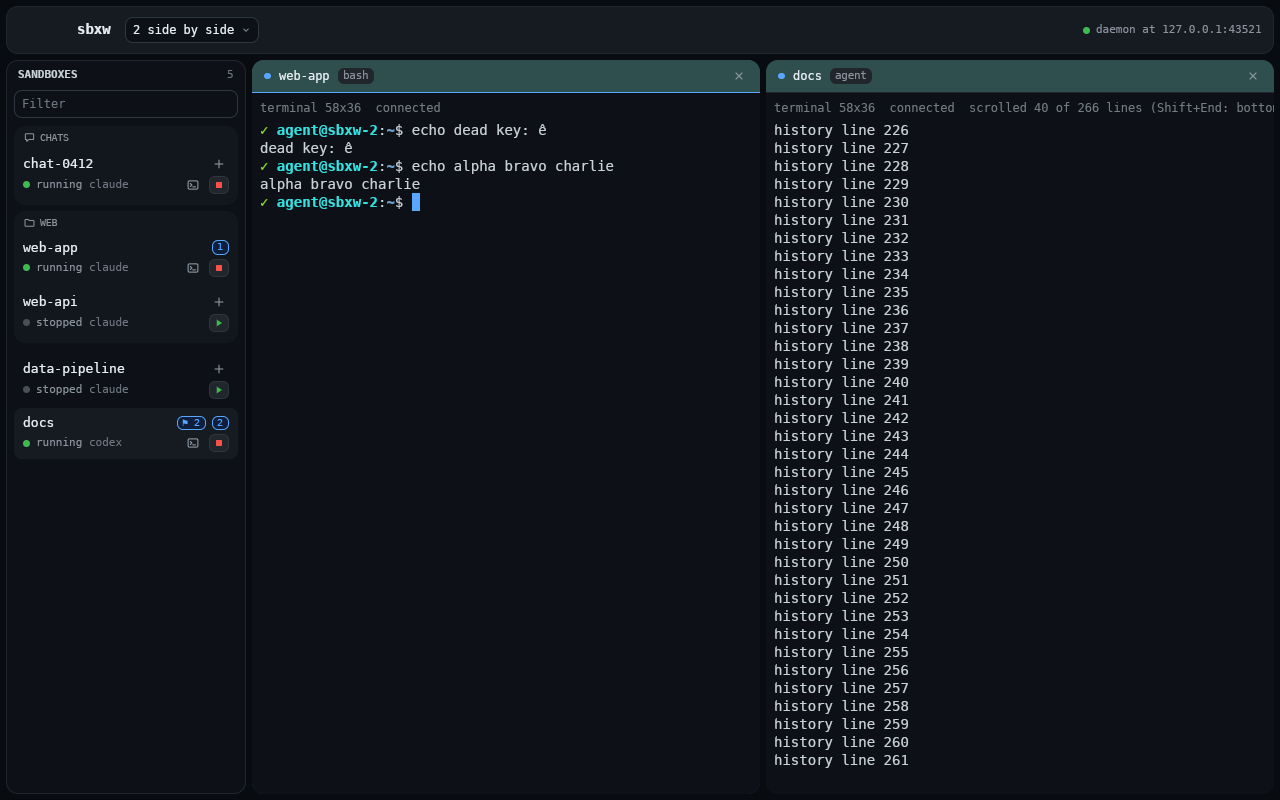 sbxw
2 side by side
daemon at 127.0.0.1:43521
SANDBOXES 5
Filter
CHATS
chat-0412
running claude
WEB
web-app 1
running claude
web-api
stopped claude
data-pipeline
stopped claude
docs 2 2
running codex
web-app bash
terminal 58x36 connected
✓ agent@sbxw-2:~$ echo dead key: ê
dead key: ê
✓ agent@sbxw-2:~$ echo alpha bravo charlie
alpha bravo charlie
✓ agent@sbxw-2:~$
docs agent
terminal 58x36 connected scrolled 40 of 266 lines (Shift+End: botto
history line 226
history line 227
history line 228
history line 229
history line 230
history line 231
history line 232
history line 233
history line 234
history line 235
history line 236
history line 237
history line 238
history line 239
history line 240
history line 241
history line 242
history line 243
history line 244
history line 245
history line 246
history line 247
history line 248
history line 249
history line 250
history line 251
history line 252
history line 253
history line 254
history line 255
history line 256
history line 257
history line 258
history line 259
history line 260
history line 261